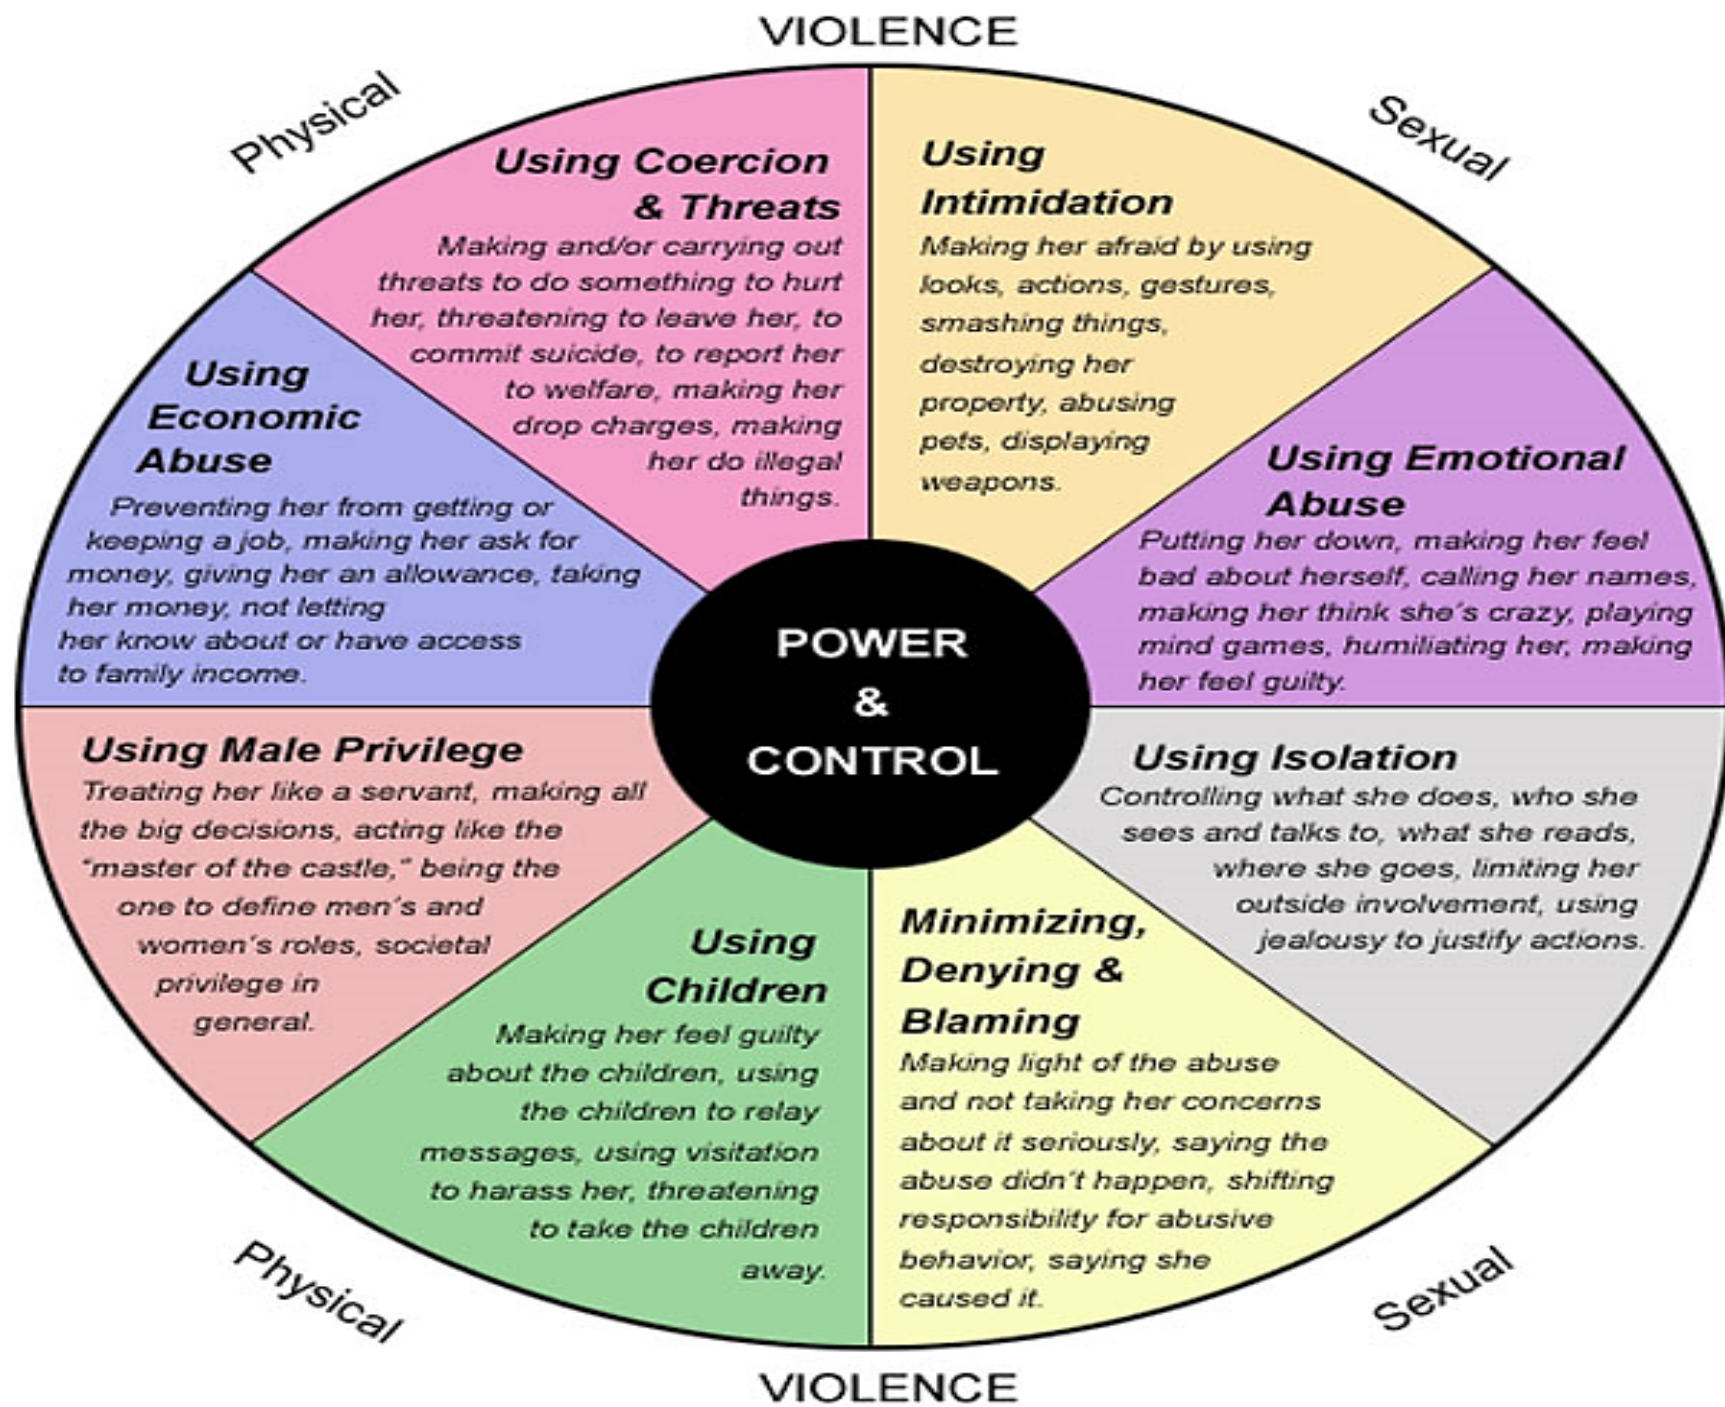 VIOLENCE
Physical
Sexual
Using Coercion
& Threats
Making and/or carrying out
threats to do something to hurt
her, threatening to leave her, to
commit suicide, to report her
to welfare, making her
drop charges, making
her do illegal
things.
Using
Intimidation
Making her afraid by using
looks, actions, gestures,
smashing things,
destroying her
property, abusing
pets, displaying
weapons.
Using Emotional
Abuse
Putting her down, making her feel
bad about herself, calling her names,
making her think she's crazy, playing
mind games, humiliating her, making
her feel guilty.
Using Isolation
Controlling what she does, who she
sees and talks to, what she reads,
where she goes, limiting her
outside involvement, using
jealousy to justify actions.
Minimizing,
Denying &
Blaming
Making light of the abuse
and not taking her concerns
about it seriously, saying the
abuse didn't happen, shifting
responsibility for abusive
behavior, saying she
caused it.
Using
Children
Making her feel guilty
about the children, using
the children to relay
messages, using visitation
to harass her, threatening
to take the children
away.
Using Male Privilege
Treating her like a servant, making all
the big decisions, acting like the
"master of the castle," being the
one to define men's and
women's roles, societal
privilege in
general.
Using
Economic
Abuse
Preventing her from getting or
keeping a job, making her ask for
money, giving her an allowance, taking
her money, not letting
her know about or have access
to family income.
POWER
&
CONTROL
Physical
Sexual
VIOLENCE